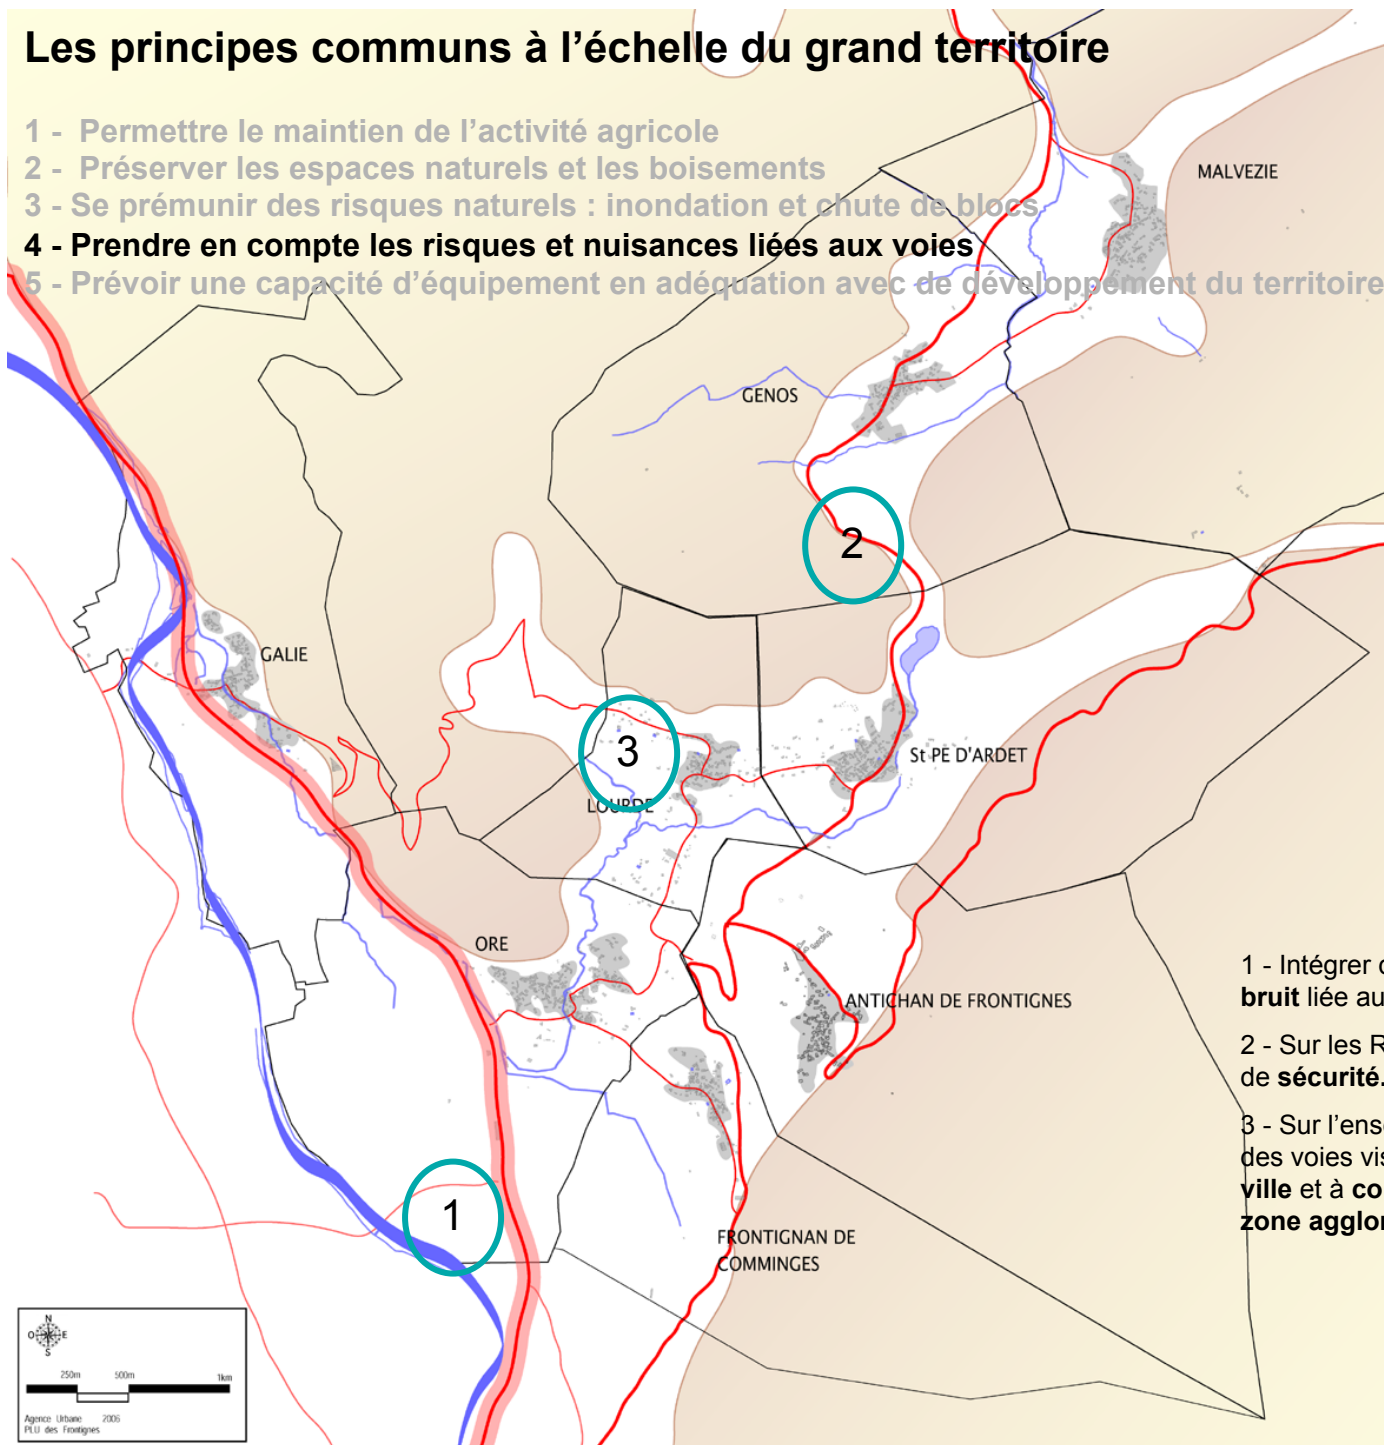 Les principes communs à l’échelle du grand territoire
1 - Permettre le maintien de l’activité agricole
2 - Préserver les espaces naturels et les boisements
3 - Se prémunir des risques naturels : inondation et chute de blocs
4 - Prendre en compte les risques et nuisances liées aux voies
5 - Prévoir une capacité d’équipement en adéquation avec de développement du territoire
MALVEZIE
GENOS
2
GALIE
3
St PE D'ARDET
LOURDE
ORE
ANTICHAN DE FRONTIGNES
1 - Intégrer
bruit liée au
2 - Sur les
de sécurité.
3 - Sur
des voies
ville et à
zone
1
FRONTIGNAN DE
COMMINGES
N
O E
S
250m 500m 1km
Agence Urbane 2006
PLU des Frontignes